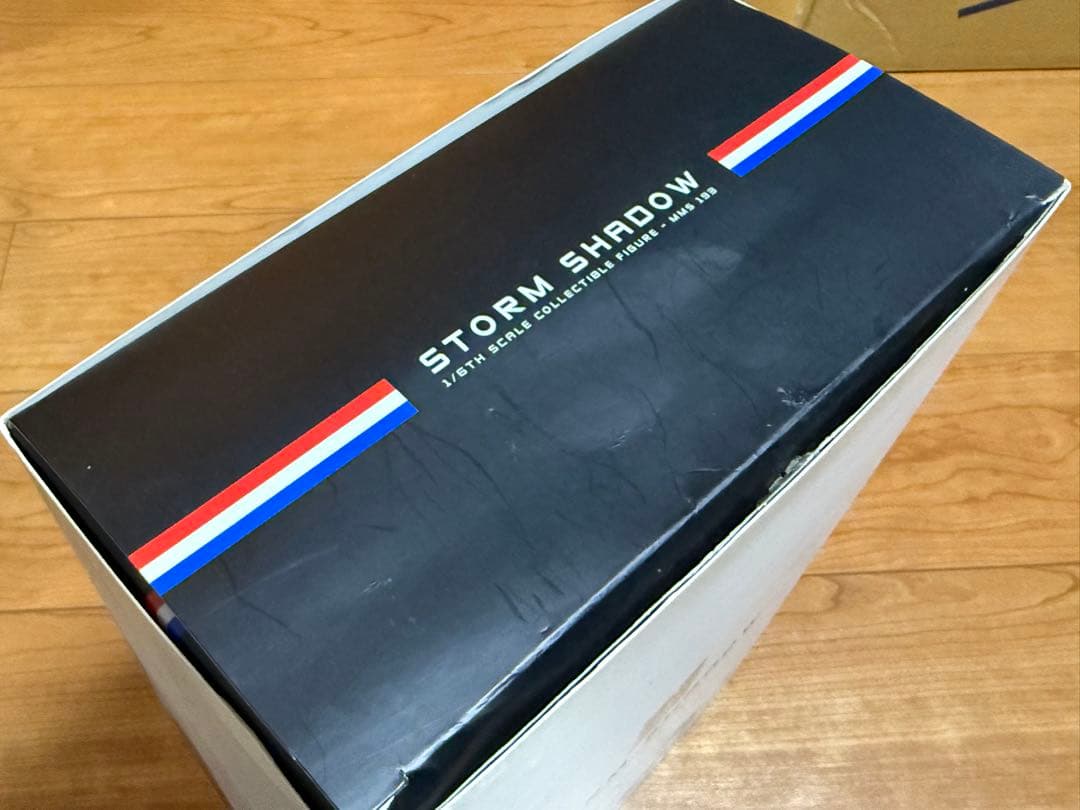 STORM SHADOW
1/6TH SCALE COLLECTIBLE FIGURE - MMS 193